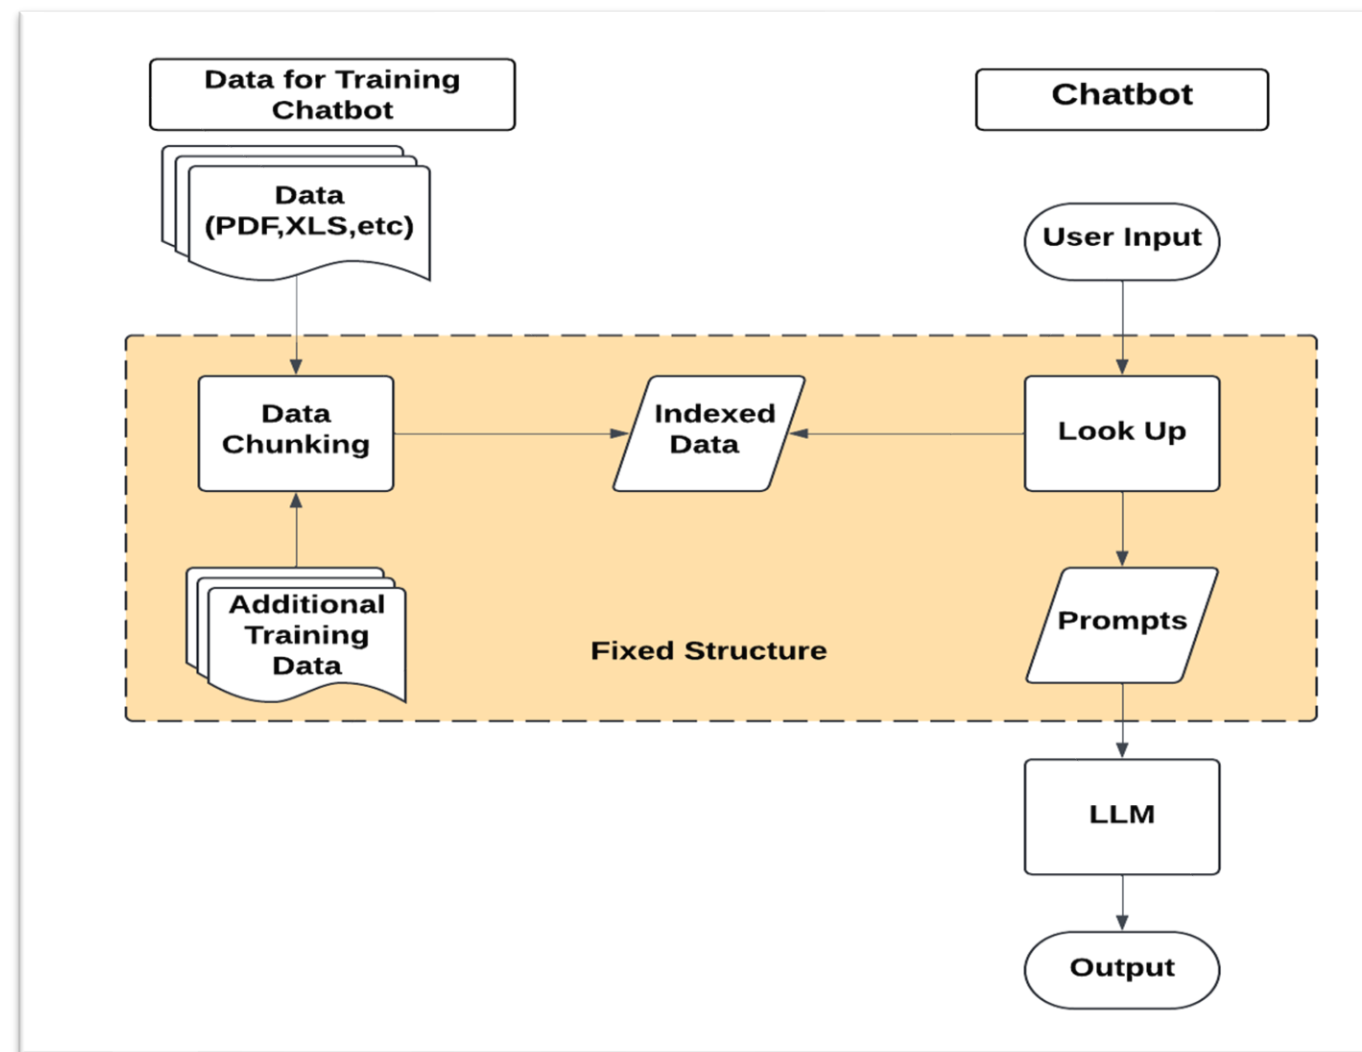 Data for Training
Chatbot
Chatbot
Data
(PDF,XLS,etc)
User Input
Data
Chunking
Indexed
Data
Look Up
Additional
Training
Data
Fixed Structure
Prompts
LLM
Output